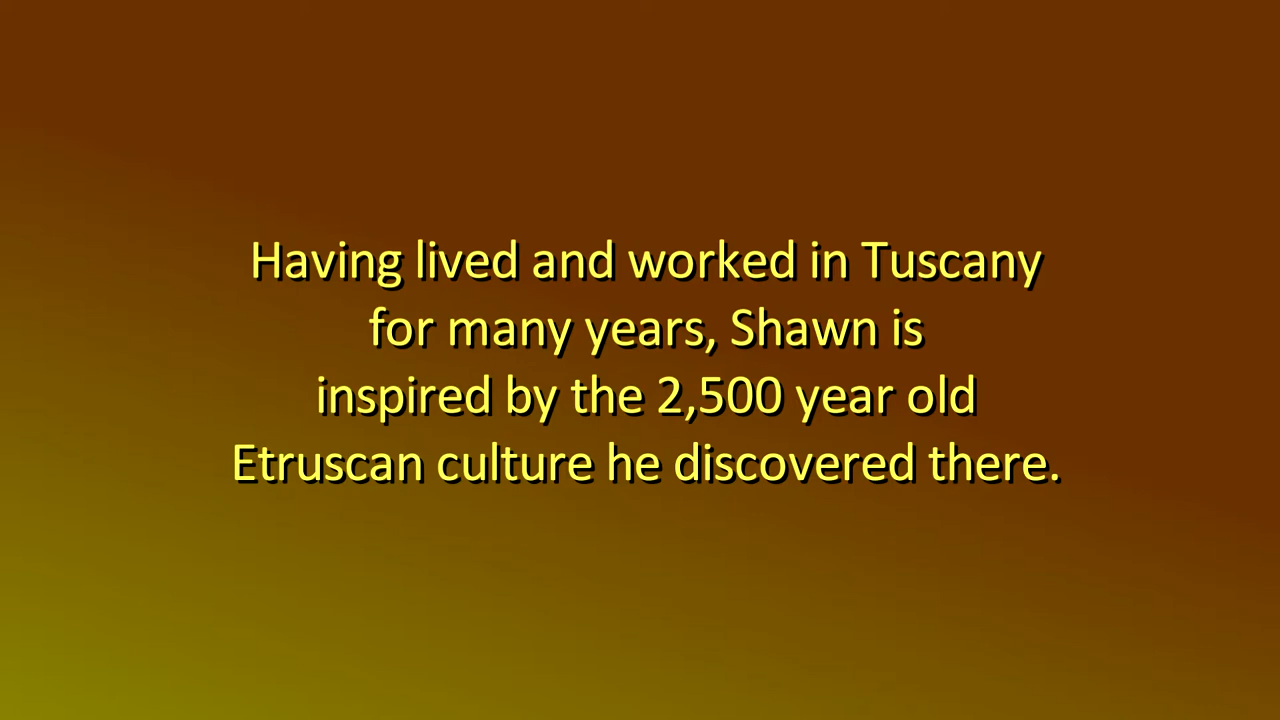 Having lived and worked in Tuscany
for many years, Shawn is
inspired by the 2,500 year old
Etruscan culture he discovered there.